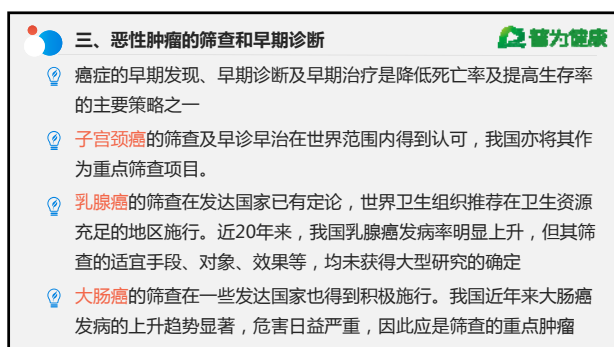 三、恶性肿瘤的筛查和早期诊断
普为健康
癌症的早期发现、早期诊断及早期治疗是降低死亡率及提高生存率
的主要策略之一
子宫颈癌的筛查及早诊早治在世界范围内得到认可，我国亦将其作
为重点筛查项目。
乳腺癌的筛查在发达国家已有定论，世界卫生组织推荐在卫生资源
充足的地区施行。近20年来，我国乳腺癌发病率明显上升，但其筛
查的适宜手段、对象、效果等，均未获得大型研究的确定
大肠癌的筛查在一些发达国家也得到积极施行。我国近年来大肠癌
发病的上升趋势显著，危害日益严重，因此应是筛查的重点肿瘤